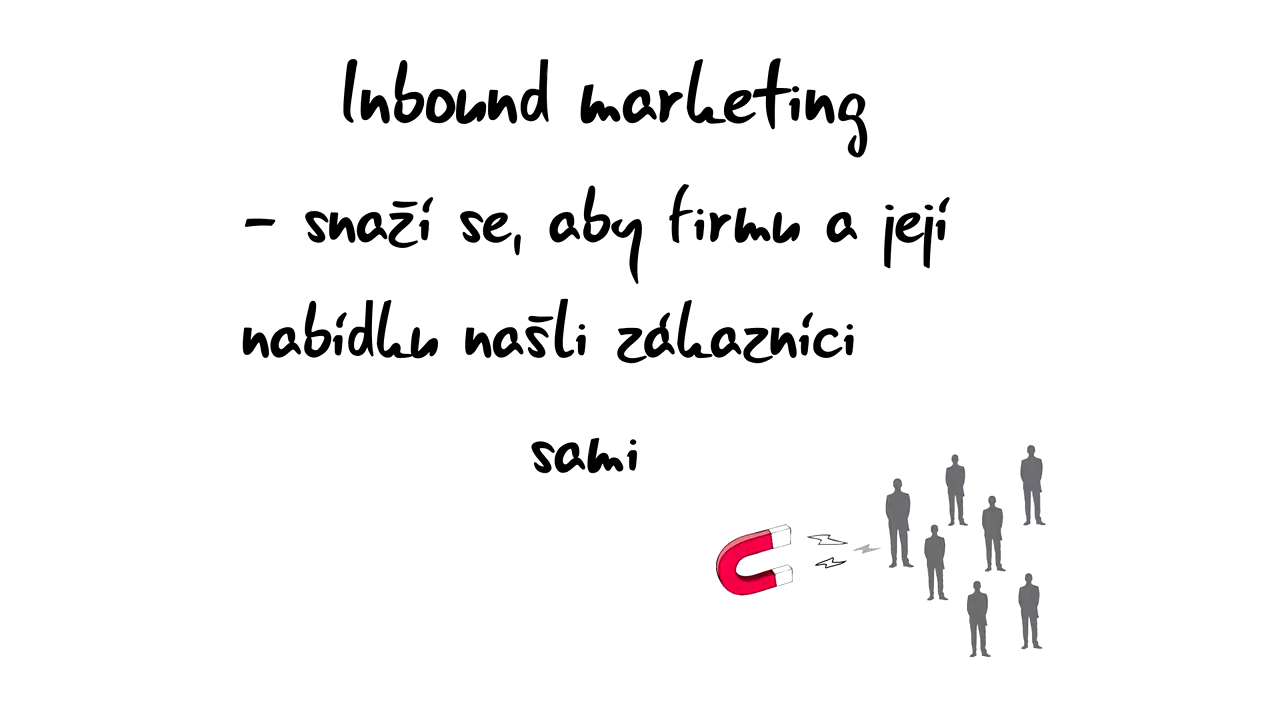 Inbound marketing
- snaží se, aby firmu a její
nabídku našli zákazníci
sami